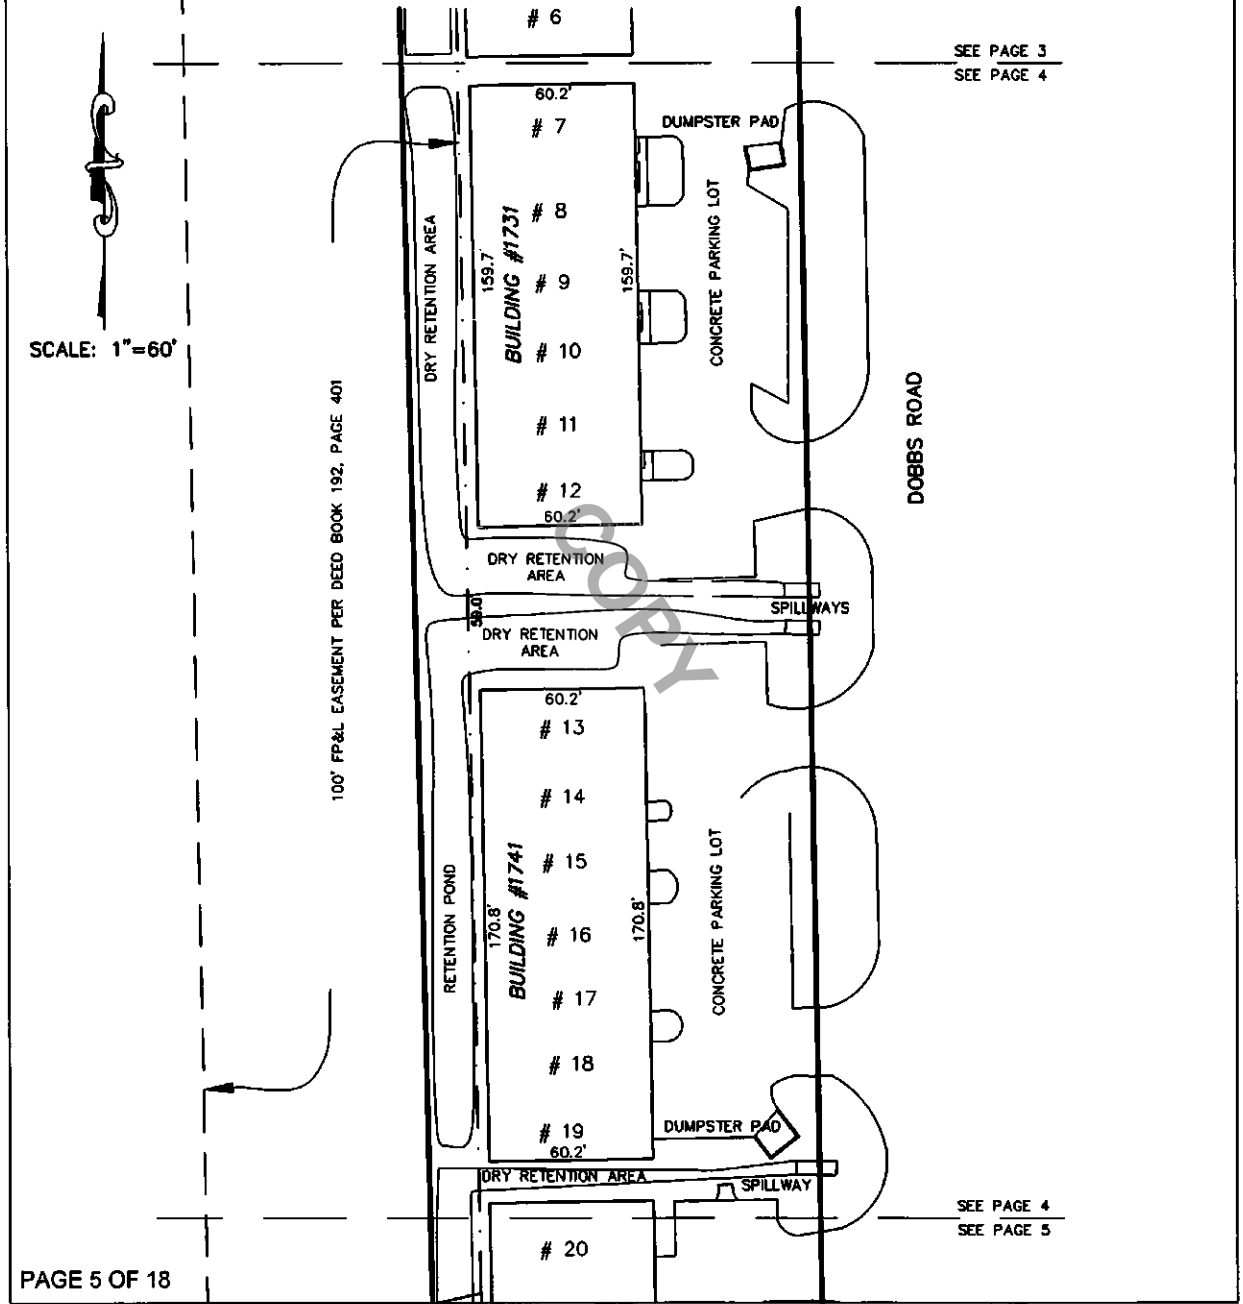 # 6
SEE PAGE 3
SEE PAGE 4
60.2'
# 7
DUMPSTER PAD
# 8
# 9
# 10
# 11
# 12
60.2'
BUILDING #1731
159.7'
159.7'
DRY RETENTION AREA
CONCRETE PARKING LOT
SCALE: 1"=60'
100' FP&L EASEMENT PER DEED BOOK 192, PAGE 401
DOBBS ROAD
DRY RETENTION
AREA
SPILLWAYS
59.0'
DRY RETENTION
AREA
COPY
60.2'
# 13
# 14
# 15
# 16
# 17
# 18
# 19
60.2'
BUILDING #1741
170.8'
170.8'
RETENTION POND
CONCRETE PARKING LOT
DUMPSTER PAD
DRY RETENTION AREA
SPILLWAY
SEE PAGE 4
SEE PAGE 5
# 20
PAGE 5 OF 18